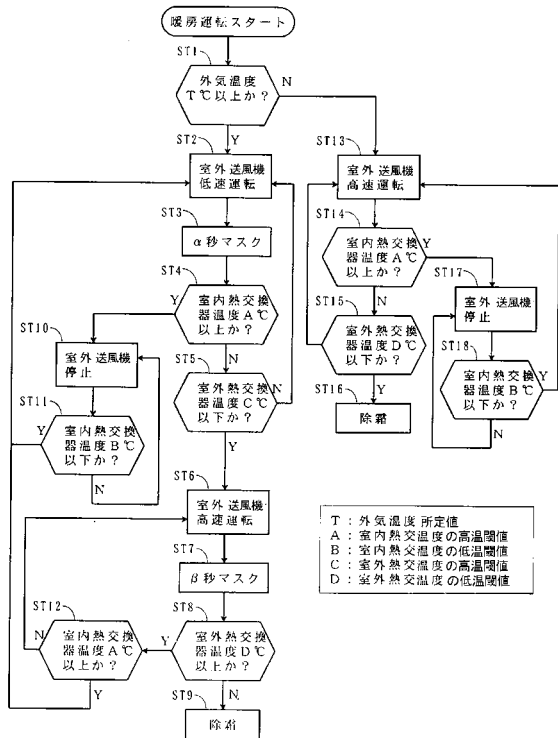 暖房運転スタート
ST1
外気温度
T℃以上か?
N
Y
ST2
室外送風機
低速運転
ST3
α秒マスク
ST4
室内熱交換
器温度A℃
以上か?
Y
N
ST5
室外熱交換
器温度C℃
以下か?
N
Y
ST10
室外送風機
停止
ST11
室内熱交換
器温度B℃
以下か?
Y
N
ST6
室外送風機
高速運転
ST7
β秒マスク
ST8
室外熱交換
器温度D℃
以上か?
Y
N
ST12
室内熱交換
器温度A℃
以上か?
N
Y
ST9
除霜
ST13
室外送風機
高速運転
ST14
室内熱交換
器温度A℃
以上か?
Y
N
ST15
室外熱交換
器温度D℃
以下か?
Y
ST16
除霜
ST17
室外送風機
停止
ST18
室内熱交換
器温度B℃
以下か?
Y
N
T:外気温度所定値
A:室内熱交温度の高温閾値
B:室内熱交温度の低温閾値
C:室外熱交温度の高温閾値
D:室外熱交温度の低温閾値